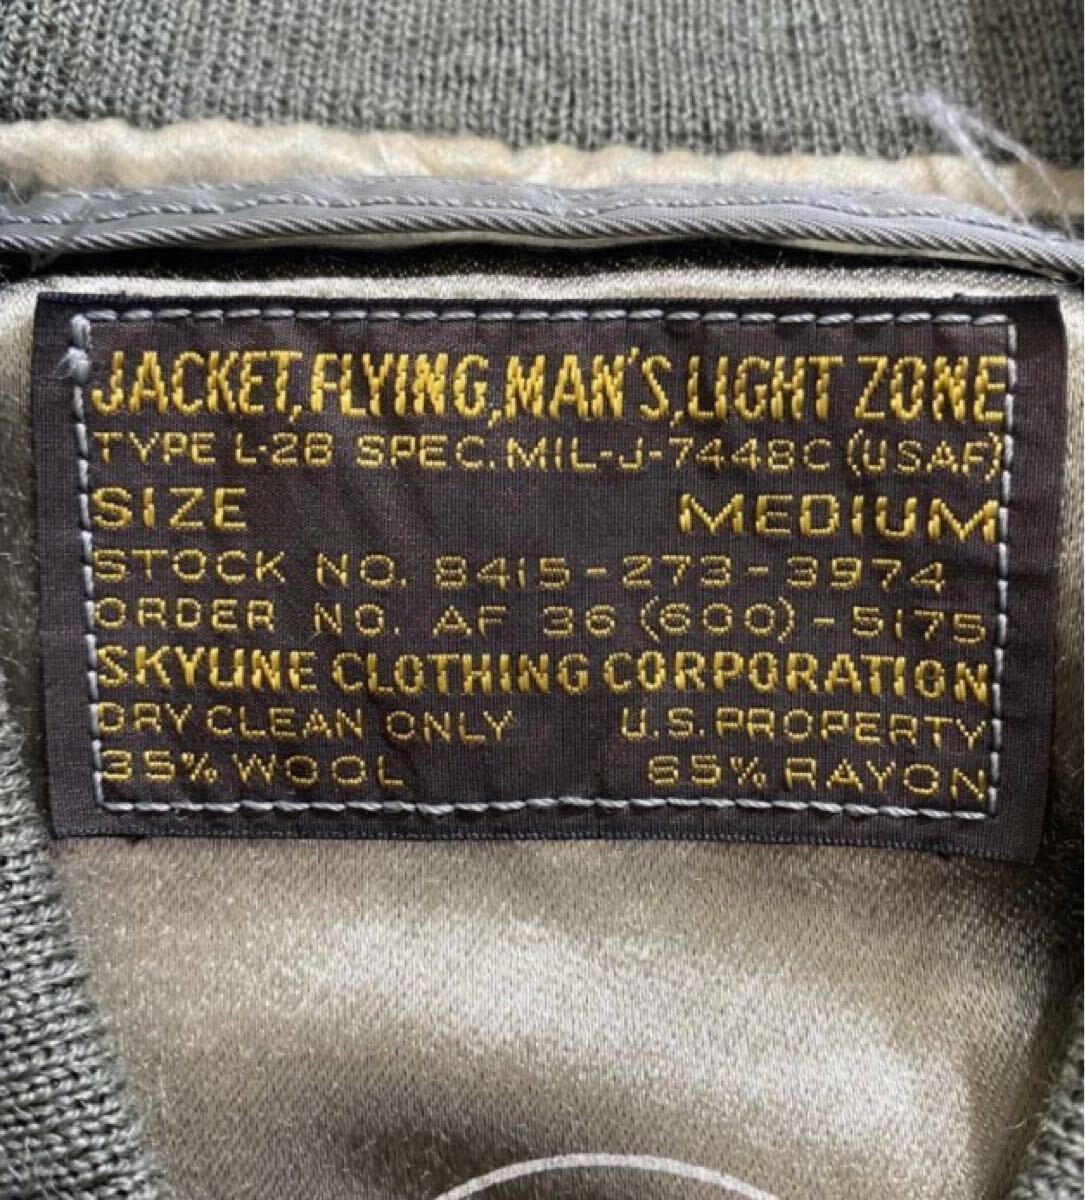 JACKET, FLYING, MAN'S, LIGHT ZONE
TYPE L-2B SPEC. MIL-J-7448C (USAF)
SIZE MEDIUM
STOCK NO. 8415-273-3974
ORDER NO. AF 36 (600)-5175
SKYLINE CLOTHING CORPORATION
DRY CLEAN ONLY U.S. PROPERTY
35% WOOL 65% RAYON